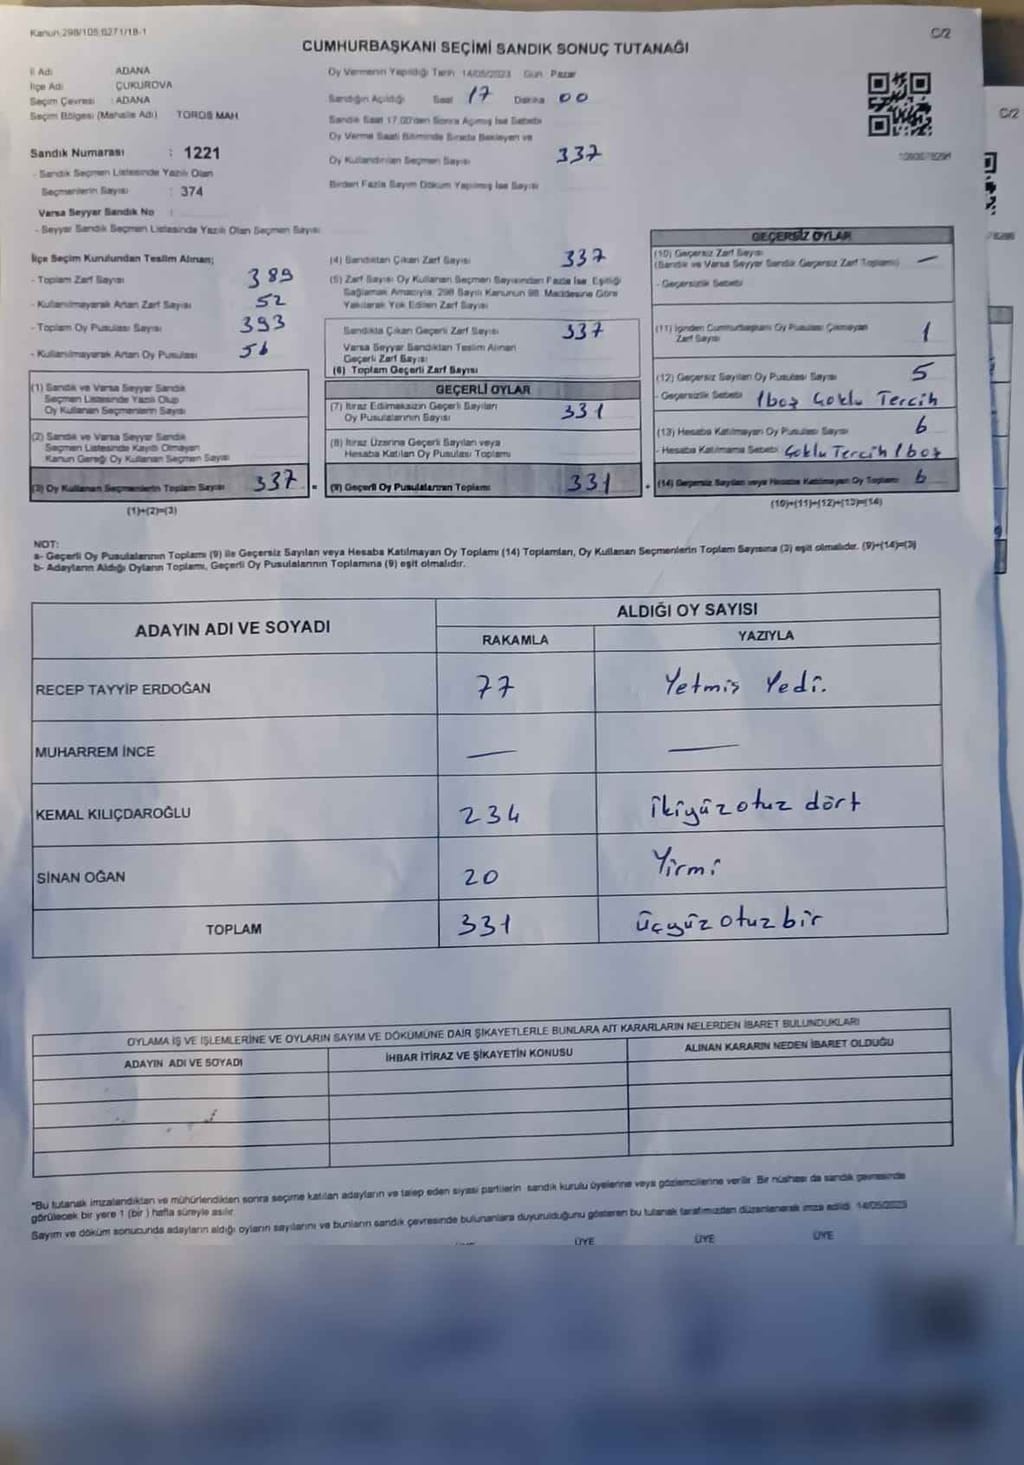 Kanun 298/105;6271/18-1
C/2
CUMHURBAŞKANI SEÇİMİ SANDIK SONUÇ TUTANAĞI
İl Adı ADANA
İlçe Adı ÇUKUROVA
Seçim Çevresi : ADANA
Seçim Bölgesi (Mahalle Adı) TOROS MAH
Sandık Numarası : 1221
- Sandık Seçmen Listesinde Yazılı Olan
Seçmenlerin Sayısı : 374
Varsa Seyyar Sandık No :
- Seyyar Sandık Seçmen Listesinde Yazılı Olan Seçmen Sayısı
Oy Vermenin Yapıldığı Tarih 14/05/2023 Gün Pazar
Sandığın Açıldığı Saat 17 Dakika 00
Sandık Saat 17.00'den Sonra Açılmış İse Sebebi
Oy Verme Saati Bitiminde Sırada Bekleyen ve
Oy Kullandırılan Seçmen Sayısı 337
Birden Fazla Sayım Döküm Yapılmış İse Sayısı
C/2
İlçe Seçim Kurulundan Teslim Alınan;
- Toplam Zarf Sayısı 389
- Kullanılmayarak Artan Zarf Sayısı 52
- Toplam Oy Pusulası Sayısı 393
- Kullanılmayarak Artan Oy Pusulası 56
(1) Sandık ve Varsa Seyyar Sandık
Seçmen Listesinde Yazılı Olup
Oy Kullanan Seçmenlerin Sayısı
(2) Sandık ve Varsa Seyyar Sandık
Seçmen Listesinde Kayıtlı Olmayan
Kanun Gereği Oy Kullanan Seçmen Sayısı
(3) Oy Kullanan Seçmenlerin Toplam Sayısı 337
(1)+(2)=(3)
(4) Sandıktan Çıkan Zarf Sayısı 337
(5) Zarf Sayısı Oy Kullanan Seçmen Sayısından Fazla İse, Eşitliği
Sağlamak Amacıyla, 298 Sayılı Kanunun 98. Maddesine Göre
Yakılarak Yok Edilen Zarf Sayısı
Sandıkta Çıkan Geçerli Zarf Sayısı 337
Varsa Seyyar Sandıktan Teslim Alınan
Geçerli Zarf Sayısı
(6) Toplam Geçerli Zarf Sayısı
GEÇERLİ OYLAR
(7) İtiraz Edilmeksizin Geçerli Sayılan
Oy Pusulalarının Sayısı 331
(8) İtiraz Üzerine Geçerli Sayılan veya
Hesaba Katılan Oy Pusulası Toplamı
= (9) Geçerli Oy Pusulalarının Toplamı 331
GEÇERSİZ OYLAR
(10) Geçersiz Zarf Sayısı
(Sandık ve Varsa Seyyar Sandık Geçersiz Zarf Toplamı) —
- Geçersizlik Sebebi
(11) İçinden Cumhurbaşkanı Oy Pusulası Çıkmayan
Zarf Sayısı 1
(12) Geçersiz Sayılan Oy Pusulası Sayısı 5
- Geçersizlik Sebebi 1 boş Çoklu Tercih
(13) Hesaba Katılmayan Oy Pusulası Sayısı 6
- Hesaba Katılmama Sebebi Çoklu Tercih 1 boş
+ (14) Geçersiz Sayılan veya Hesaba Katılmayan Oy Toplamı 6
(10)+(11)+(12)+(13)=(14)
NOT:
a- Geçerli Oy Pusulalarının Toplamı (9) ile Geçersiz Sayılan veya Hesaba Katılmayan Oy Toplamı (14) Toplamları, Oy Kullanan Seçmenlerin Toplam Sayısına (3) eşit olmalıdır. (9)+(14)=(3)
b- Adayların Aldığı Oyların Toplamı, Geçerli Oy Pusulalarının Toplamına (9) eşit olmalıdır.
ADAYIN ADI VE SOYADI
ALDIĞI OY SAYISI
RAKAMLA YAZIYLA
RECEP TAYYİP ERDOĞAN 77 Yetmiş Yedi.
MUHARREM İNCE — —
KEMAL KILIÇDAROĞLU 234 ikiyüzotuz dört
SİNAN OĞAN 20 Yirmi
TOPLAM 331 üçyüzotuzbir
OYLAMA İŞ VE İŞLEMLERİNE VE OYLARIN SAYIM VE DÖKÜMÜNE DAİR ŞİKAYETLERLE BUNLARA AİT KARARLARIN NELERDEN İBARET BULUNDUKLARI
ADAYIN ADI VE SOYADI İHBAR İTİRAZ VE ŞİKAYETİN KONUSU ALINAN KARARIN NEDEN İBARET OLDUĞU
*Bu tutanak imzalandıktan ve mühürlendikten sonra seçime katılan adayların ve talep eden siyasi partilerin sandık kurulu üyelerine veya gözlemcilerine verilir. Bir nüshası da sandık çevresinde
görülecek bir yere 1 (bir ) hafta süreyle asılır.
Sayım ve döküm sonucunda adayların aldığı oyların sayılarını ve bunların sandık çevresinde bulunanlara duyurulduğunu gösteren bu tutanak tarafımızdan düzenlenerek imza edildi. 14/05/2023
ÜYE ÜYE ÜYE